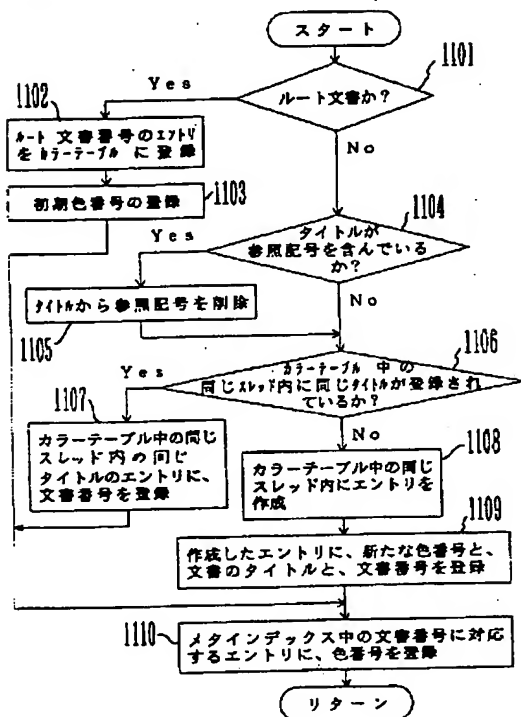 スタート
1101
ルート文書か?
Yes
No
1102
ルート文書番号のエントリ
をカラーテーブルに登録
初期色番号の登録
1103
1104
タイトルが
参照記号を含んでいる
か?
Yes
No
タイトルから参照記号を削除
1105
1106
カラーテーブル中の
同じスレッド内に同じタイトルが登録され
ているか?
Yes
No
1107
カラーテーブル中の同じ
スレッド内の同じ
タイトルのエントリに、
文書番号を登録
1108
カラーテーブル中の同じ
スレッド内にエントリを
作成
1109
作成したエントリに、新たな色番号と、
文書のタイトルと、文書番号を登録
1110
メタインデックス中の文書番号に対応
するエントリに、色番号を登録
リターン